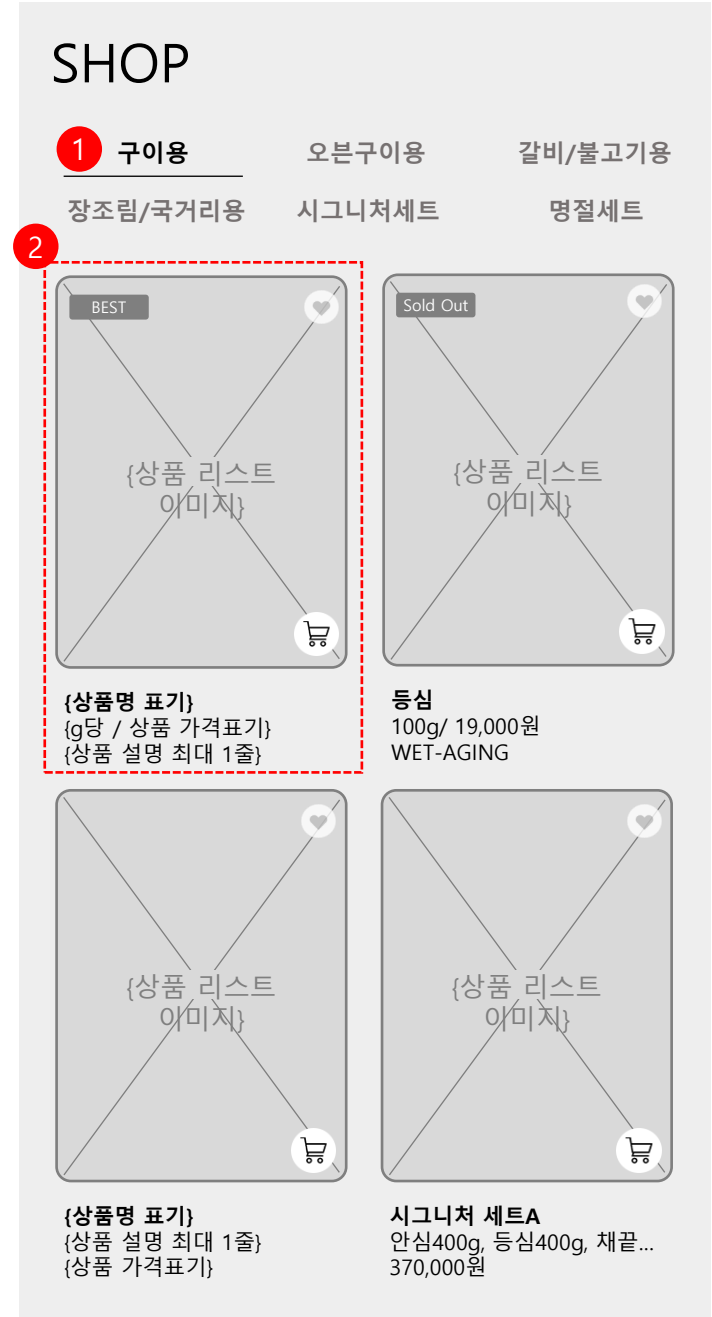 SHOP
1 구이용 오븐구이용 갈비/불고기용
장조림/국거리용 시그니처세트 명절세트
2
BEST
Sold Out
{상품 리스트
이미지}
{상품 리스트
이미지}
{상품명 표기}
{g당 / 상품 가격표기}
{상품 설명 최대 1줄}
등심
100g/ 19,000원
WET-AGING
{상품 리스트
이미지}
{상품 리스트
이미지}
{상품명 표기}
{상품 설명 최대 1줄}
{상품 가격표기}
시그니처 세트A
안심400g, 등심400g, 채끝...
370,000원